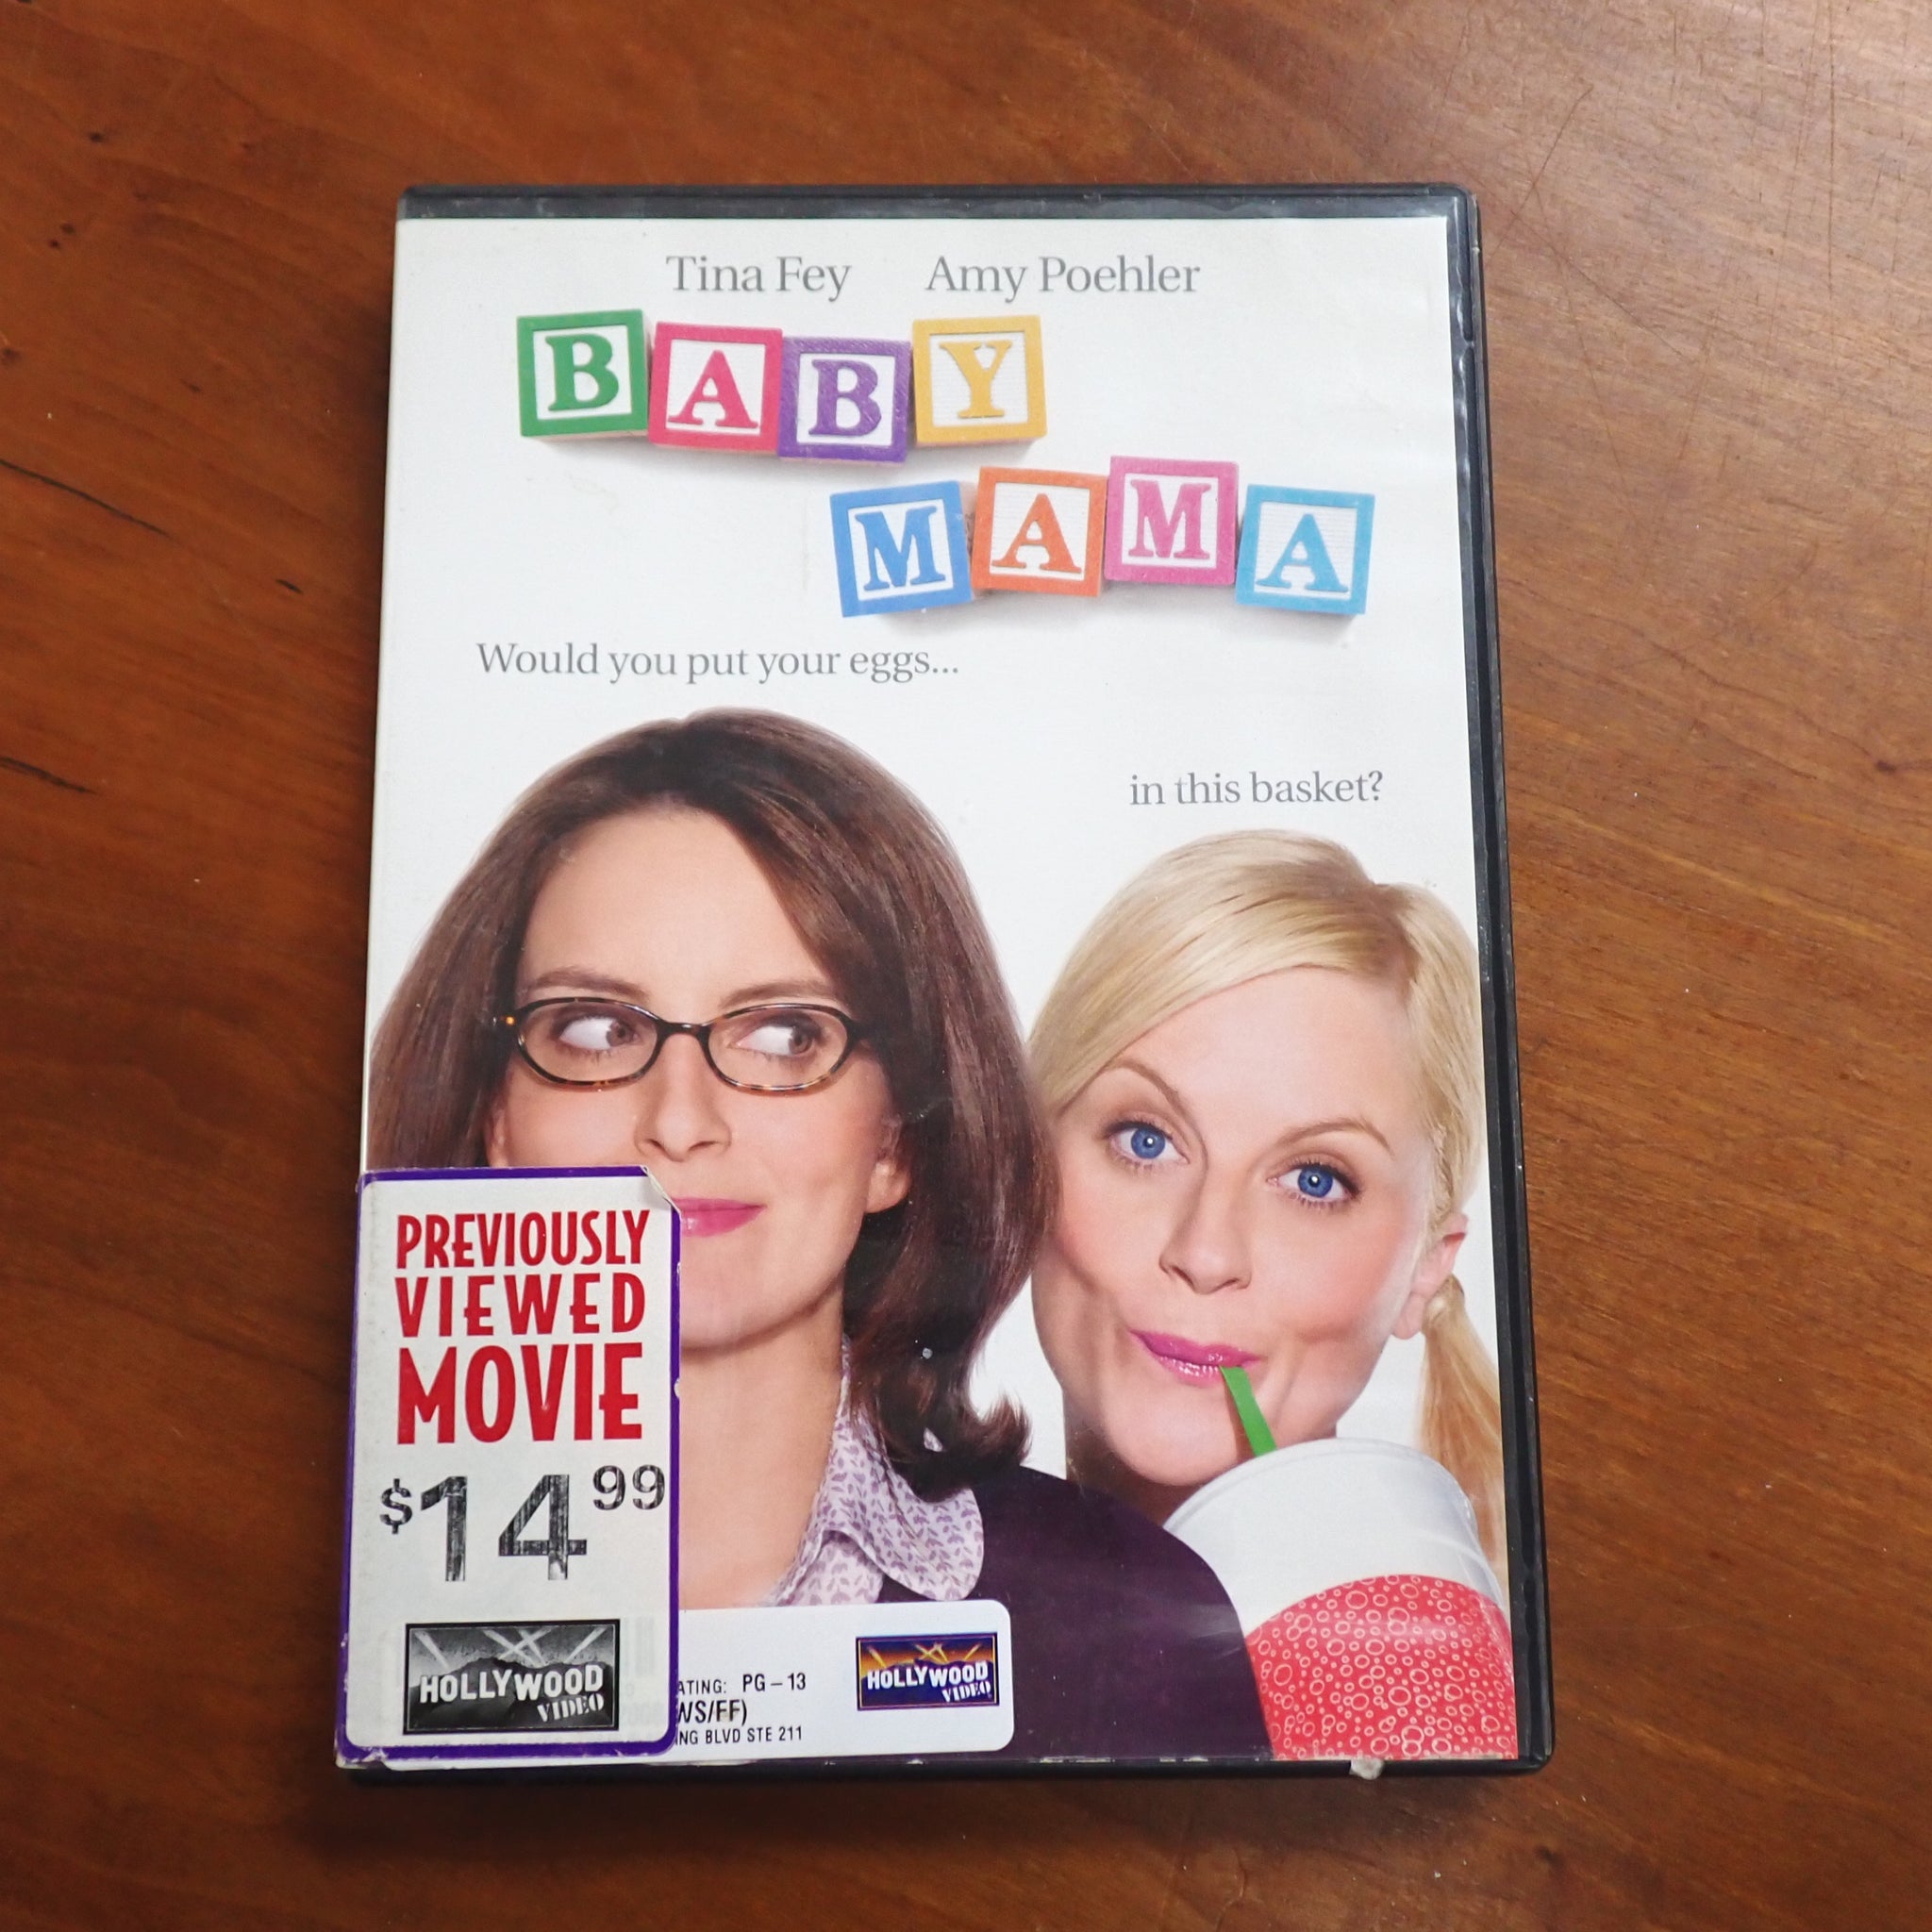 Tina Fey Amy Poehler
BABY
MAMA
Would you put your eggs...
in this basket?
PREVIOUSLY
VIEWED
MOVIE
$14 99
HOLLYWOOD
VIDEO
ATING: PG-13
WS/FF)
NG BLVD STE 211
HOLLYWOOD
VIDEO